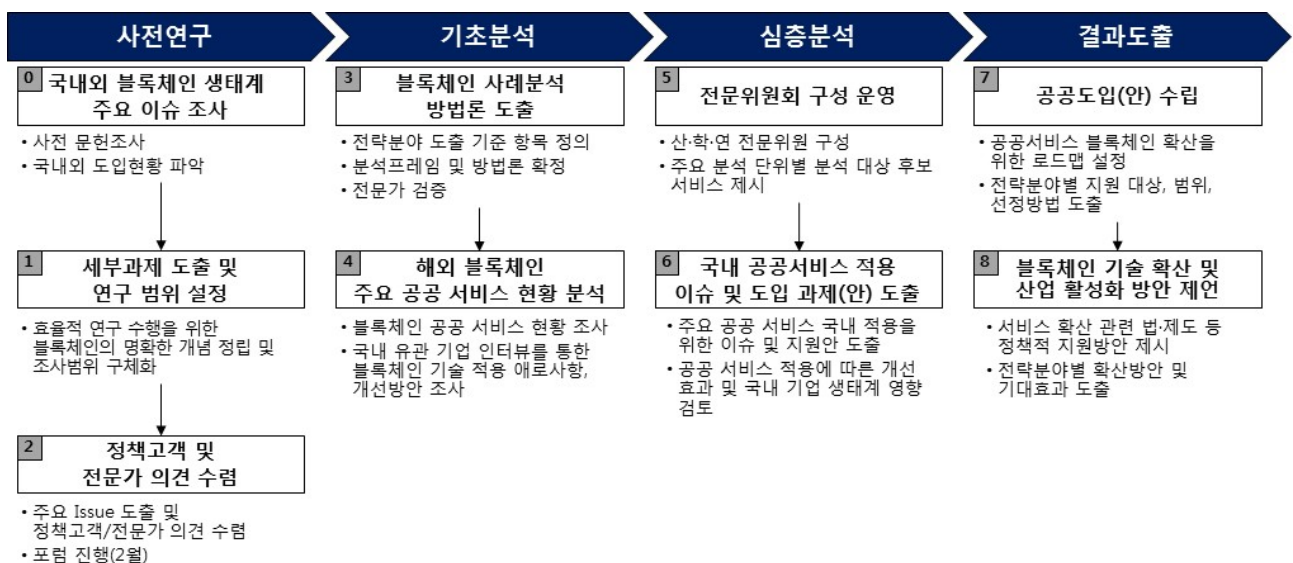 사전연구
기초분석
심층분석
결과도출
0
국내외 블록체인 생태계
주요 이슈 조사
• 사전 문헌조사
• 국내외 도입현황 파악
1
세부과제 도출 및
연구 범위 설정
• 효율적 연구 수행을 위한
블록체인의 명확한 개념 정립 및
조사범위 구체화
2
정책고객 및
전문가 의견 수렴
• 주요 Issue 도출 및
정책고객/전문가 의견 수렴
• 포럼 진행(2월)
3
블록체인 사례분석
방법론 도출
• 전략분야 도출 기준 항목 정의
• 분석프레임 및 방법론 확정
• 전문가 검증
4
해외 블록체인
주요 공공 서비스 현황 분석
• 블록체인 공공 서비스 현황 조사
• 국내 유관 기업 인터뷰를 통한
블록체인 기술 적용 애로사항,
개선방안 조사
5
전문위원회 구성 운영
• 산·학·연 전문위원 구성
• 주요 분석 단위별 분석 대상 후보
서비스 제시
6
국내 공공서비스 적용
이슈 및 도입 과제(안) 도출
• 주요 공공 서비스 국내 적용을
위한 이슈 및 지원안 도출
• 공공 서비스 적용에 따른 개선
효과 및 국내 기업 생태계 영향
검토
7
공공도입(안) 수립
• 공공서비스 블록체인 확산을
위한 로드맵 설정
• 전략분야별 지원 대상, 범위,
선정방법 도출
8
블록체인 기술 확산 및
산업 활성화 방안 제언
• 서비스 확산 관련 법·제도 등
정책적 지원방안 제시
• 전략분야별 확산방안 및
기대효과 도출